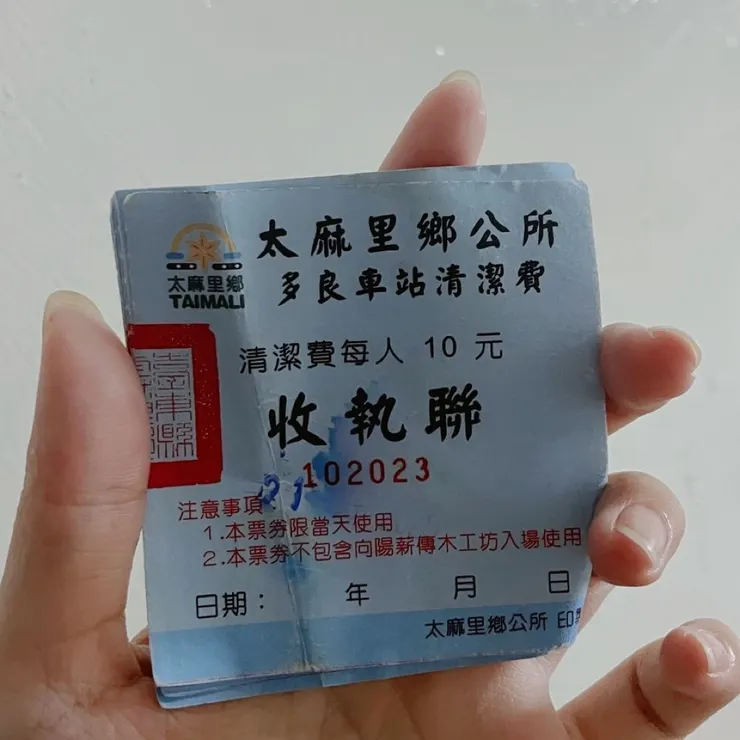 太麻里鄉公所
太麻里鄉
TAIMALI
多良車站清潔費
清潔費每人 10 元
收執聯
102023
注意事項
1.本票券限當天使用
2.本票券不包含向陽薪傳木工坊入場使用
日期： 年 月 日
太麻里鄉公所 印